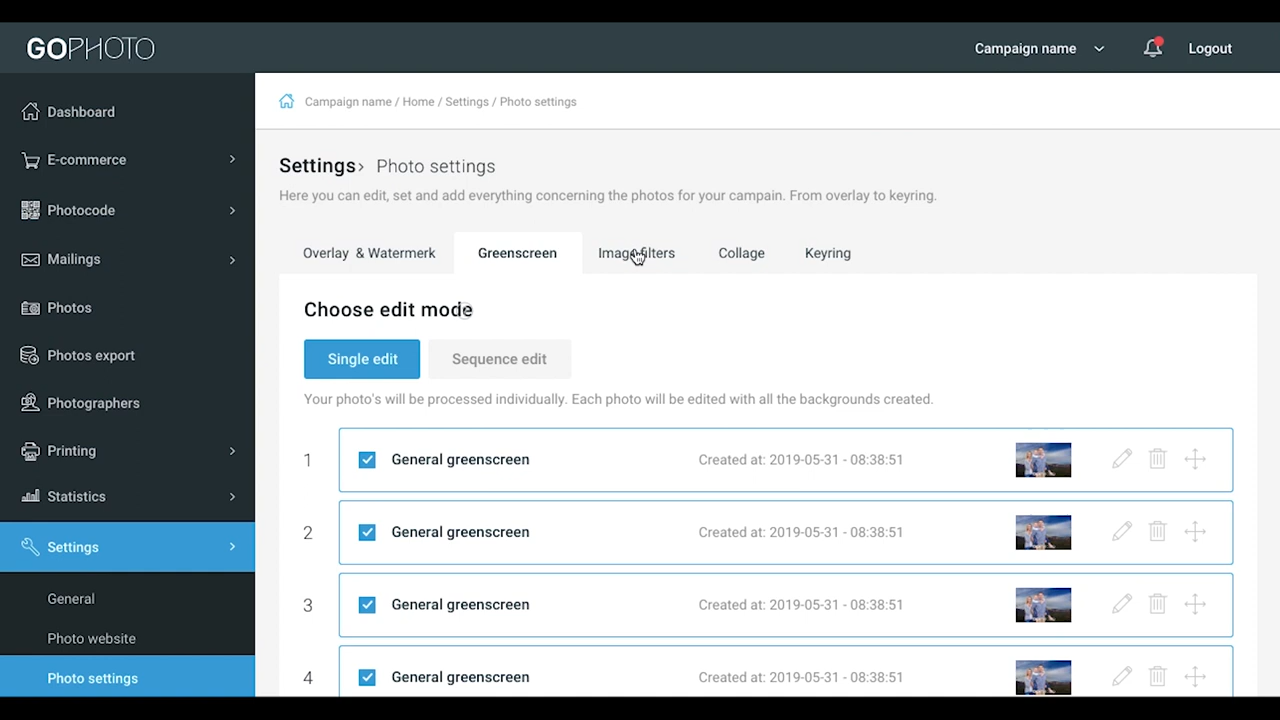 GOPHOTO
Campaign name
Logout
Dashboard
E-commerce
Photocode
Mailings
Photos
Photos export
Photographers
Printing
Statistics
Settings
General
Photo website
Photo settings
Campaign name / Home / Settings / Photo settings
Settings› Photo settings
Here you can edit, set and add everything concerning the photos for your campain. From overlay to keyring.
Overlay & Watermerk
Greenscreen
Image filters
Collage
Keyring
Choose edit mode
Single edit
Sequence edit
Your photo's will be processed individually. Each photo will be edited with all the backgrounds created.
1 General greenscreen Created at: 2019-05-31 - 08:38:51
2 General greenscreen Created at: 2019-05-31 - 08:38:51
3 General greenscreen Created at: 2019-05-31 - 08:38:51
4 General greenscreen Created at: 2019-05-31 - 08:38:51